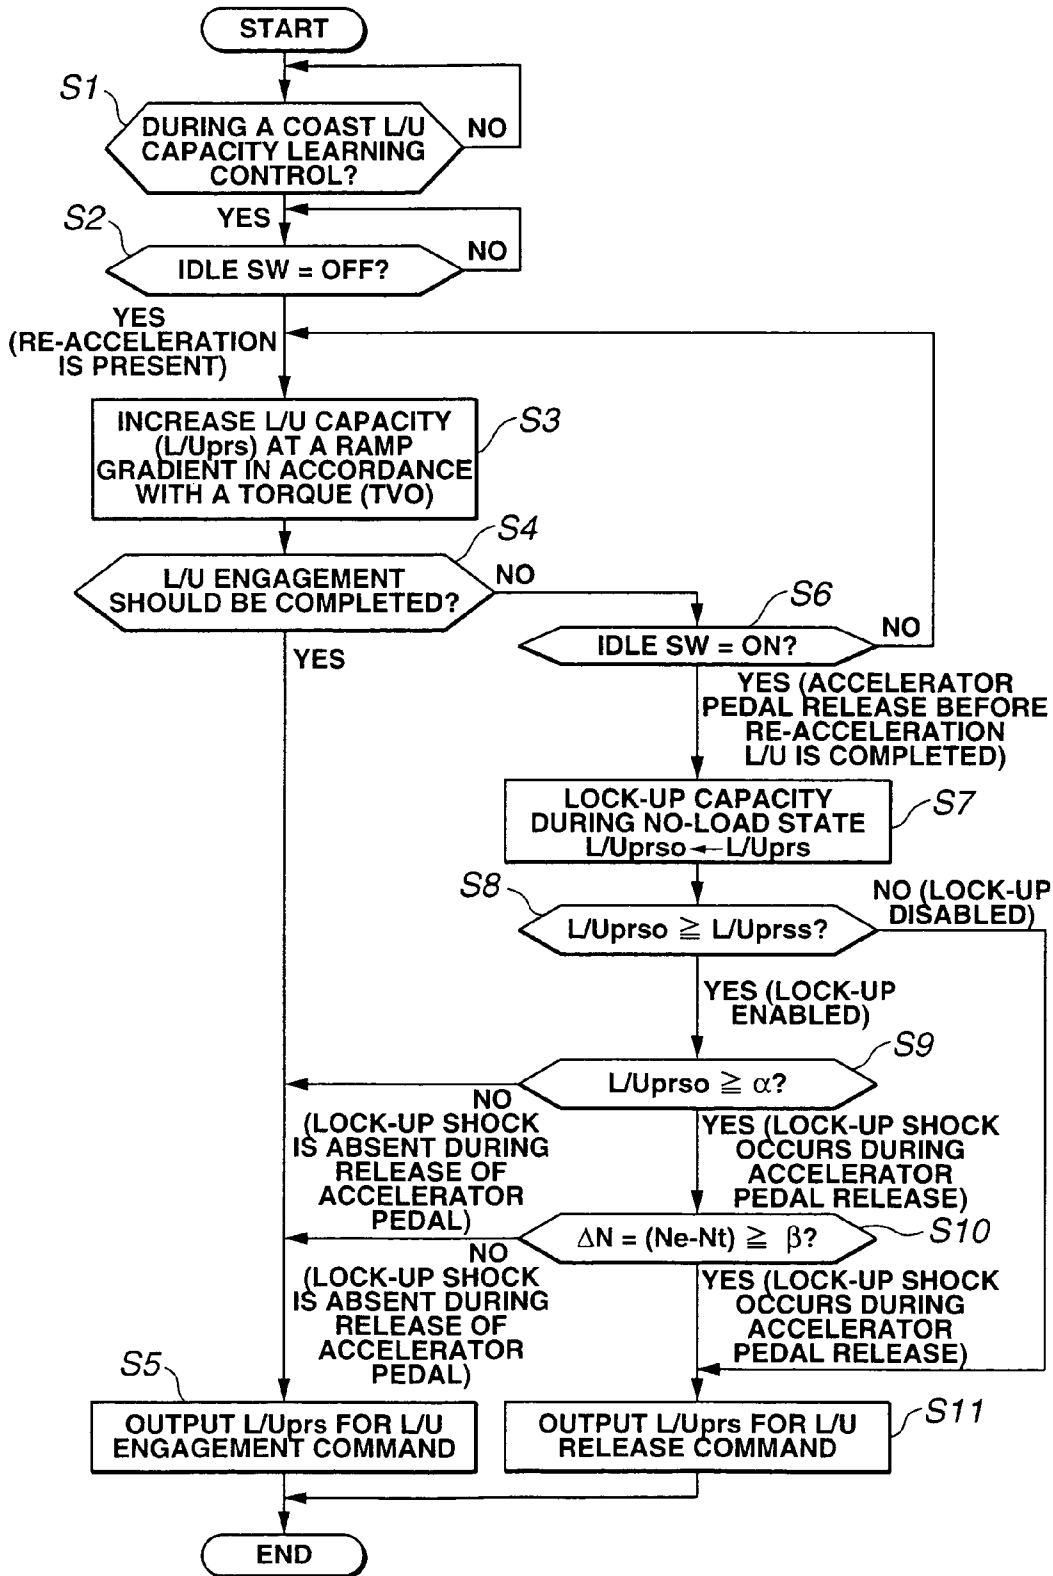 START
S1
DURING A COAST L/U
CAPACITY LEARNING
CONTROL?
NO
YES
S2
IDLE SW = OFF?
NO
YES
(RE-ACCELERATION
IS PRESENT)
INCREASE L/U CAPACITY
(L/Uprs) AT A RAMP
GRADIENT IN ACCORDANCE
WITH A TORQUE (TVO)
S3
S4
L/U ENGAGEMENT
SHOULD BE COMPLETED?
NO
YES
S6
IDLE SW = ON?
NO
YES (ACCELERATOR
PEDAL RELEASE BEFORE
RE-ACCELERATION
L/U IS COMPLETED)
LOCK-UP CAPACITY
DURING NO-LOAD STATE
L/Uprso ← L/Uprs
S7
S8
L/Uprso ≧ L/Uprss?
NO (LOCK-UP
DISABLED)
YES (LOCK-UP
ENABLED)
S9
L/Uprso ≧ α?
NO
(LOCK-UP SHOCK
IS ABSENT DURING
RELEASE OF
ACCELERATOR
PEDAL)
YES (LOCK-UP SHOCK
OCCURS DURING
ACCELERATOR
PEDAL RELEASE)
ΔN = (Ne-Nt) ≧ β?
S10
NO
(LOCK-UP SHOCK
IS ABSENT DURING
RELEASE OF
ACCELERATOR
PEDAL)
YES (LOCK-UP SHOCK
OCCURS DURING
ACCELERATOR
PEDAL RELEASE)
S5
OUTPUT L/Uprs FOR L/U
ENGAGEMENT COMMAND
OUTPUT L/Uprs FOR L/U
RELEASE COMMAND
S11
END